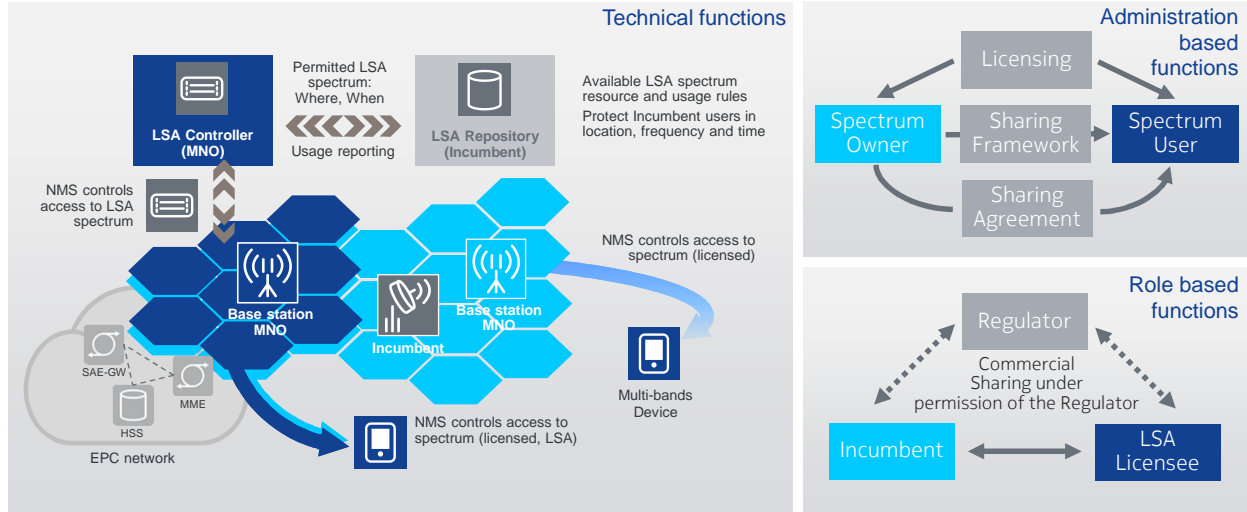 Technical functions
Permitted LSA
spectrum:
Where, When
Usage reporting
LSA Controller
(MNO)
LSA Repository
(Incumbent)
Available LSA spectrum
resource and usage rules
Protect Incumbent users in
location, frequency and time
NMS controls
access to LSA
spectrum
NMS controls access to
spectrum (licensed)
Base station
MNO
Incumbent
Base station
MNO
SAE-GW
MME
HSS
EPC network
NMS controls access to
spectrum (licensed, LSA)
Multi-bands
Device
Administration
based
functions
Licensing
Spectrum
Owner
Sharing
Framework
Spectrum
User
Sharing
Agreement
Role based
functions
Regulator
Commercial
Sharing under
permission of the Regulator
Incumbent
LSA
Licensee